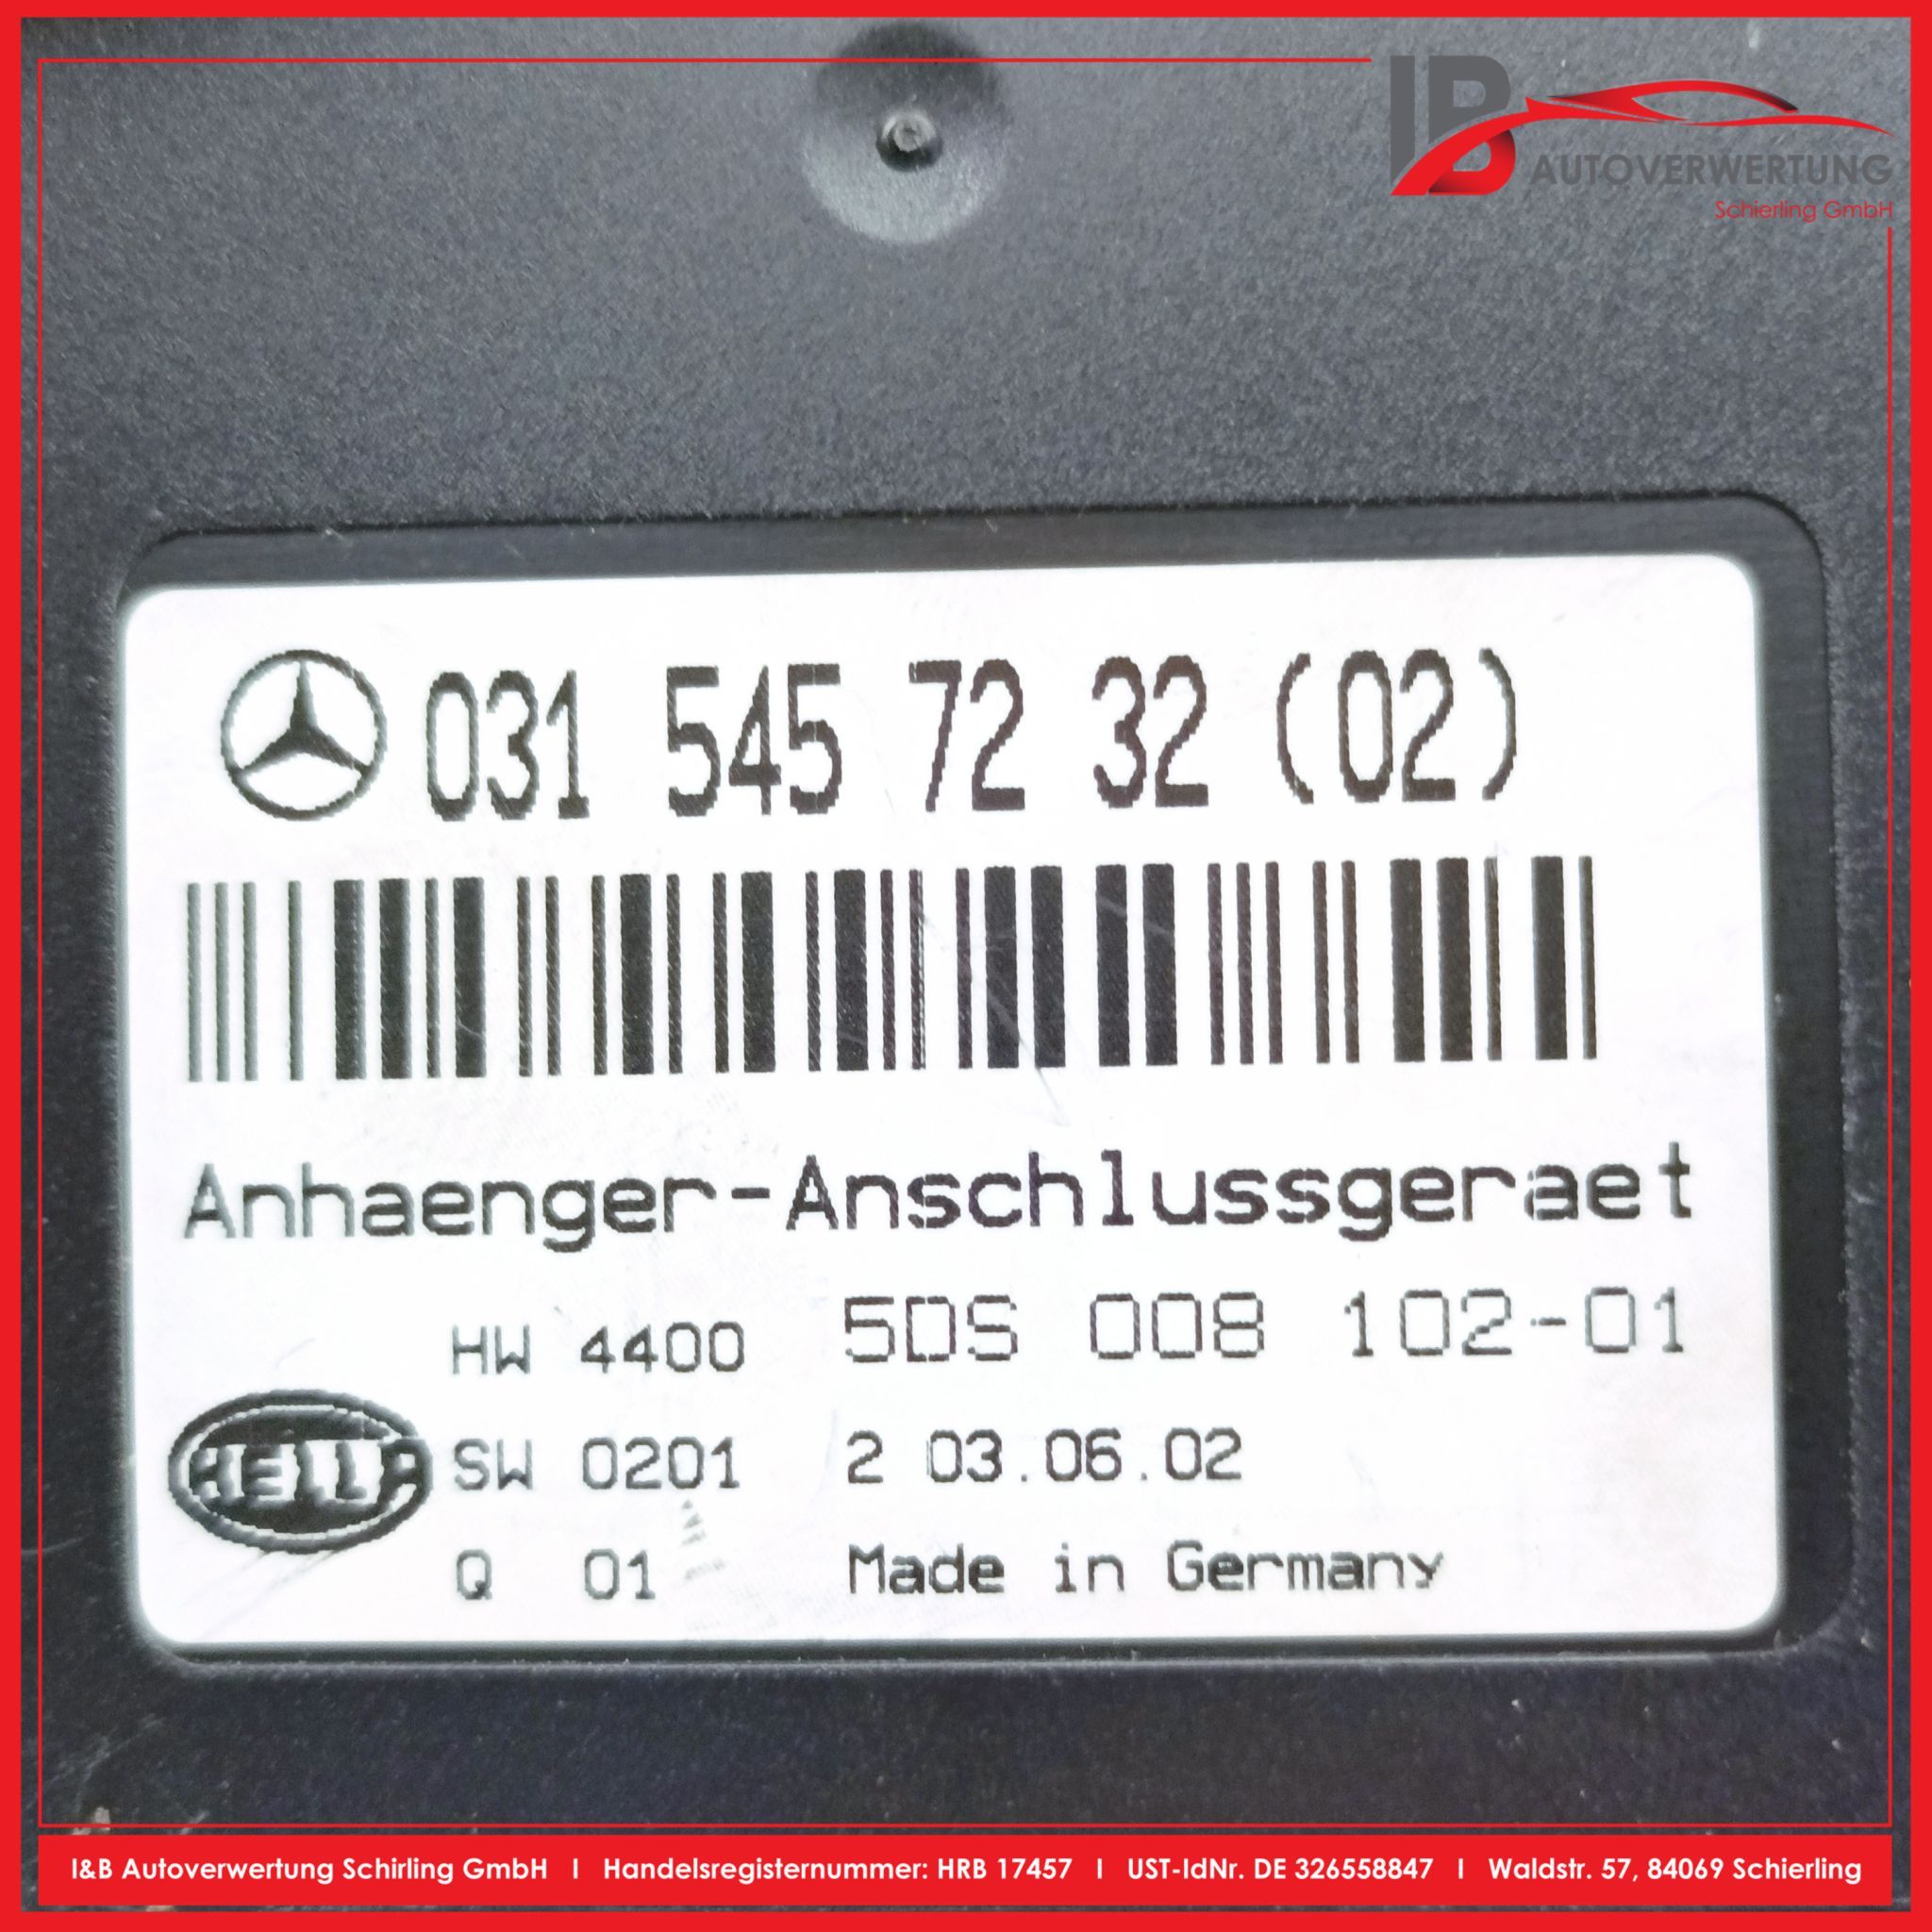 IB
AUTOVERWERTUNG
Schierling GmbH
031 545 72 32 (02)
Anhaenger-Anschlussgeraet
HW 4400 5DS 008 102-01
HELLA
SW 0201 2 03.06.02
Q 01 Made in Germany
I&B Autoverwertung Schirling GmbH I Handelsregisternummer: HRB 17457 I UST-IdNr. DE 326558847 I Waldstr. 57, 84069 Schierling